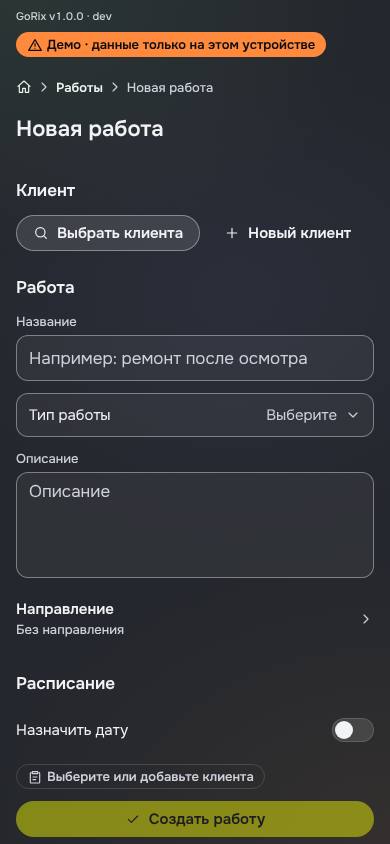 GoRix v1.0.0 · dev
Демо · данные только на этом устройстве
Работы
Новая работа
Новая работа
Клиент
Выбрать клиента
Новый клиент
Работа
Название
Например: ремонт после осмотра
Тип работы
Выберите
Описание
Описание
Направление
Без направления
Расписание
Назначить дату
Выберите или добавьте клиента
Создать работу